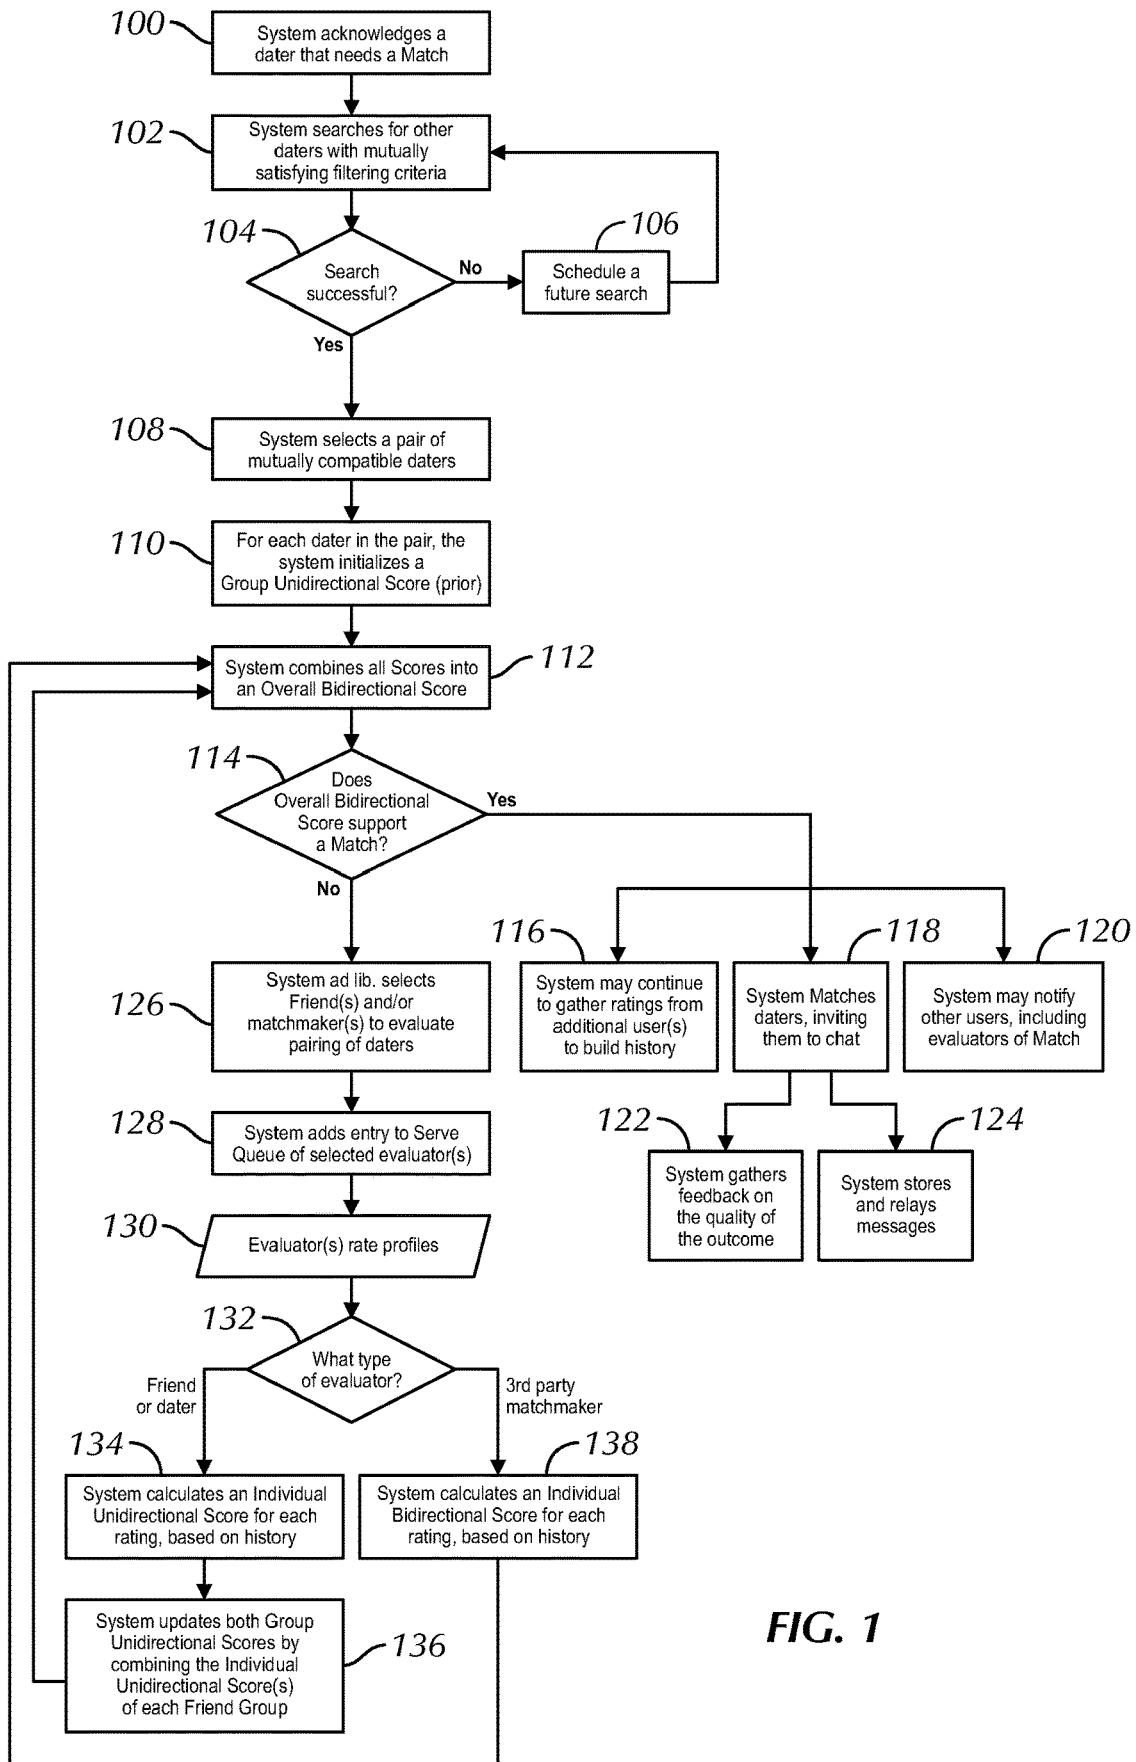 100
System acknowledges a
dater that needs a Match
102
System searches for other
daters with mutually
satisfying filtering criteria
104
Search
successful?
No
106
Schedule a
future search
Yes
108
System selects a pair of
mutually compatible daters
110
For each dater in the pair, the
system initializes a
Group Unidirectional Score (prior)
112
System combines all Scores into
an Overall Bidirectional Score
114
Does
Overall Bidirectional
Score support
a Match?
Yes
No
116
System may continue
to gather ratings from
additional user(s)
to build history
118
System Matches
daters, inviting
them to chat
120
System may notify
other users, including
evaluators of Match
122
System gathers
feedback on
the quality of
the outcome
124
System stores
and relays
messages
126
System ad lib. selects
Friend(s) and/or
matchmaker(s) to evaluate
pairing of daters
128
System adds entry to Serve
Queue of selected evaluator(s)
130
Evaluator(s) rate profiles
132
What type
of evaluator?
Friend
or dater
3rd party
matchmaker
134
System calculates an Individual
Unidirectional Score for each
rating, based on history
138
System calculates an Individual
Bidirectional Score for each
rating, based on history
136
System updates both Group
Unidirectional Scores by
combining the Individual
Unidirectional Score(s)
of each Friend Group
FIG. 1